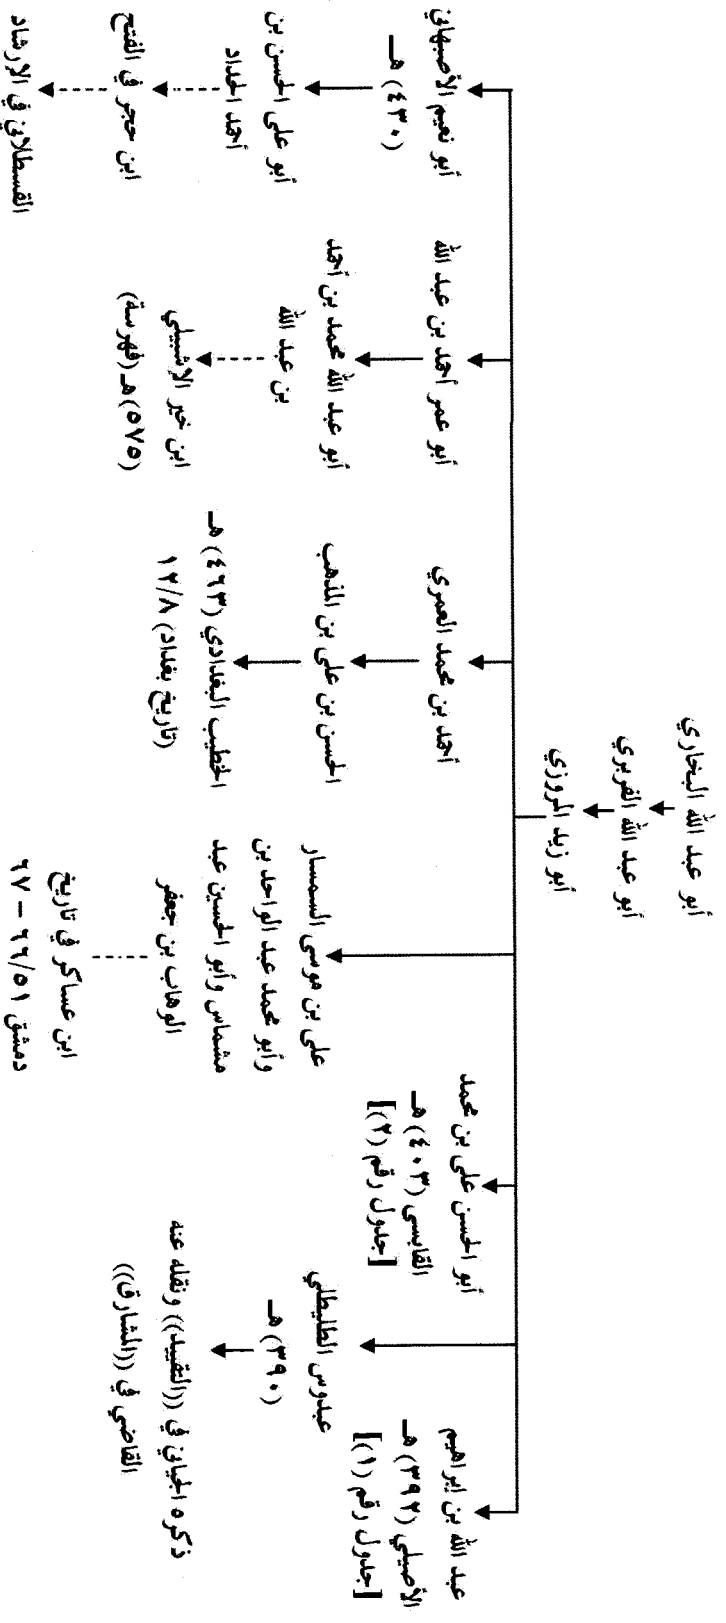 أبو عبد الله البخاري
أبو عبد الله الفربري
أبو زيد المروزي
عبد الله بن إبراهيم
الأصيلي (٣٩٢) هـ
[جدول رقم (١)]
عبدوس الطليطلي
(٣٩٠) هـ
ذكره الجياني في ((التقييد)) ونقله عنه
القاضي في ((المشارق))
أبو الحسن علي بن محمد
القابسي (٤٠٣) هـ
[جدول رقم (٢)]
علي بن موسى السمسار
وأبو محمد عبد الواحد بن
مشماس وأبو الحسين عبد
الوهاب بن جعفر
ابن عساكر في تاريخ
دمشق ٦٦/٥١ – ٦٧
أحمد بن محمد العمري
الحسن بن علي بن المذهب
الخطيب البغدادي (٤٦٣) هـ
(تاريخ بغداد) ١٢/٨
أبو عمر أحمد بن عبد الله
أبو عبد الله محمد بن أحمد
بن عبد الله
ابن خير الإشبيلي
(٥٧٥)هـ (فهرسة)
أبو نعيم الأصبهاني
(٤٣٠) هـ
أبو علي الحسن بن
أحمد الحداد
ابن حجر في الفتح
القسطلاني في الإرشاد